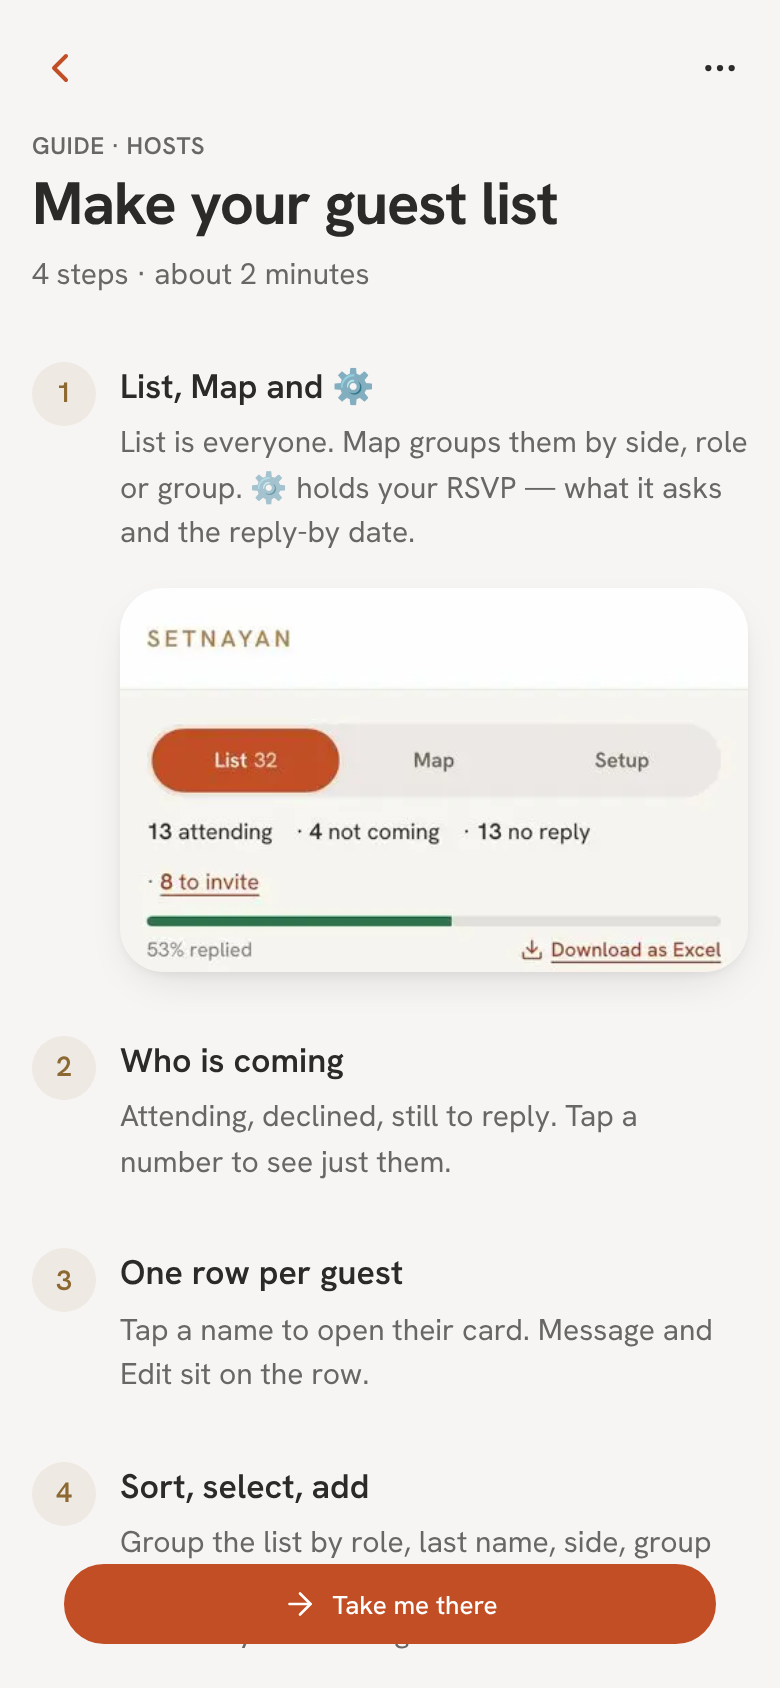 GUIDE · HOSTS
Make your guest list
4 steps · about 2 minutes
1
List, Map and ⚙️
List is everyone. Map groups them by side, role
or group. ⚙️ holds your RSVP — what it asks
and the reply-by date.
SETNAYAN
List 32 Map Setup
13 attending · 4 not coming · 13 no reply
· 8 to invite
53% replied Download as Excel
2
Who is coming
Attending, declined, still to reply. Tap a
number to see just them.
3
One row per guest
Tap a name to open their card. Message and
Edit sit on the row.
4
Sort, select, add
Group the list by role, last name, side, group
Take me there